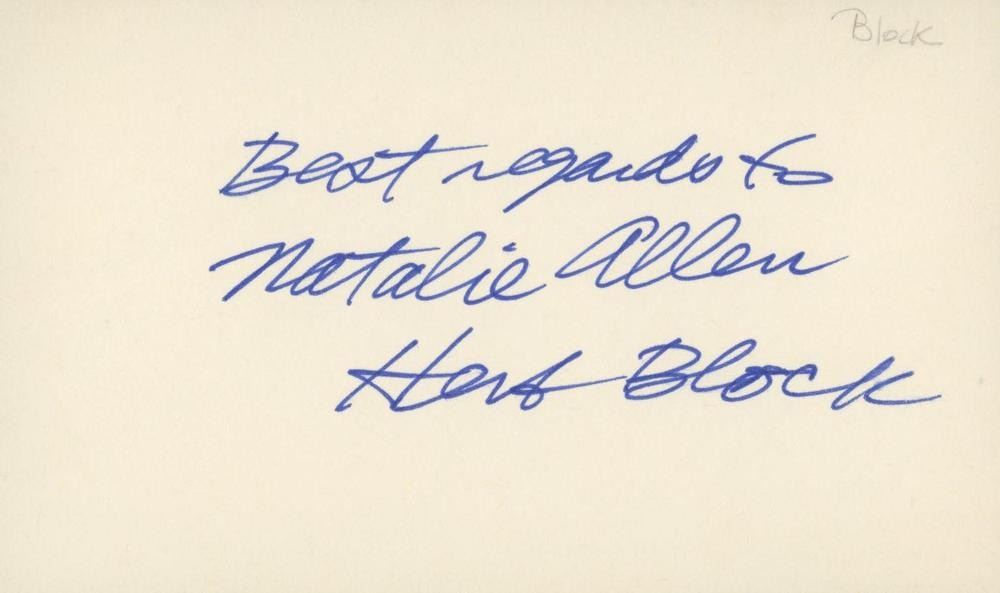 Block
Best regards to
Natalie Allen
Herb Block